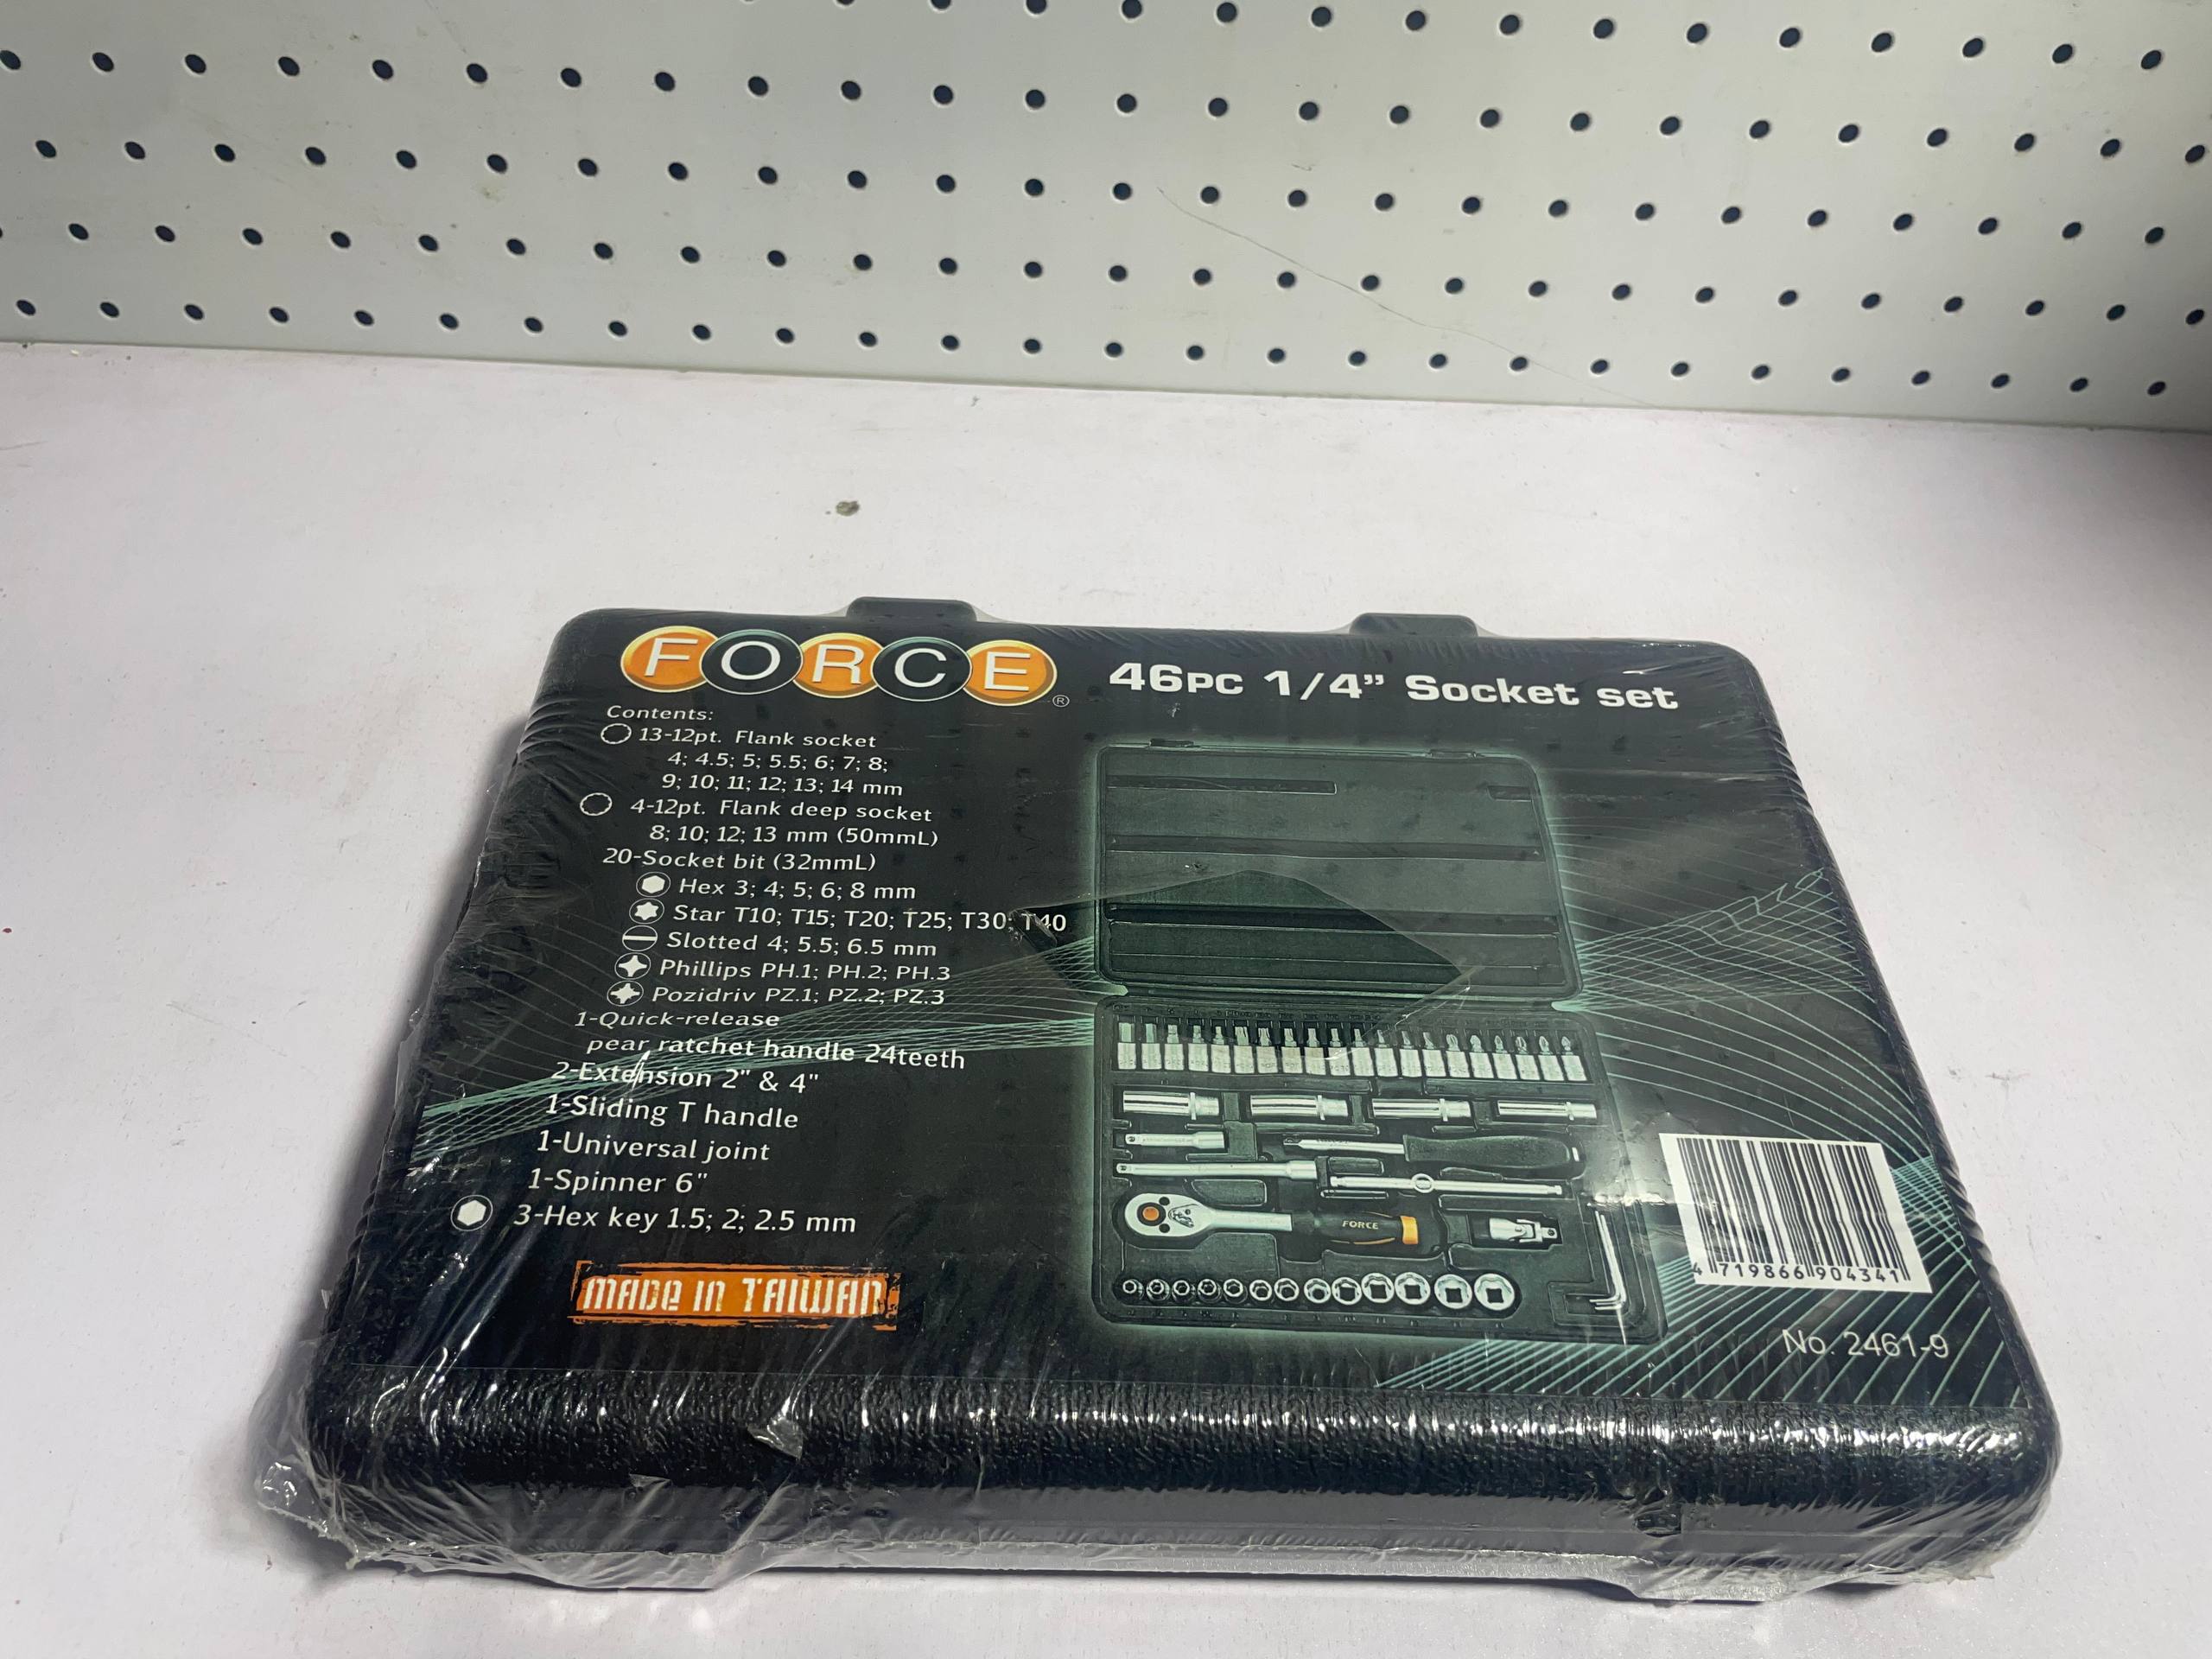 FORCE®
46PC 1/4" Socket set
Contents:
13-12pt. Flank socket
4; 4.5; 5; 5.5; 6; 7; 8;
9; 10; 11; 12; 13; 14 mm
4-12pt. Flank deep socket
8; 10; 12; 13 mm (50mmL)
20-Socket bit (32mmL)
Hex 3; 4; 5; 6; 8 mm
Star T10; T15; T20; T25; T30; T40
Slotted 4; 5.5; 6.5 mm
Phillips PH.1; PH.2; PH.3
Pozidriv PZ.1; PZ.2; PZ.3
1-Quick-release
pear ratchet handle 24teeth
2-Extension 2" & 4"
1-Sliding T handle
1-Universal joint
1-Spinner 6"
3-Hex key 1.5; 2; 2.5 mm
MADE IN TAIWAN
FORCE
4 719866 904341
No. 2461-9